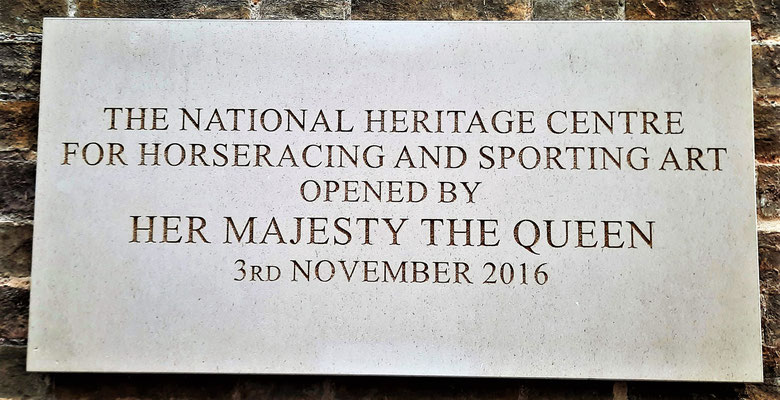 THE NATIONAL HERITAGE CENTRE
FOR HORSERACING AND SPORTING ART
OPENED BY
HER MAJESTY THE QUEEN
3RD NOVEMBER 2016